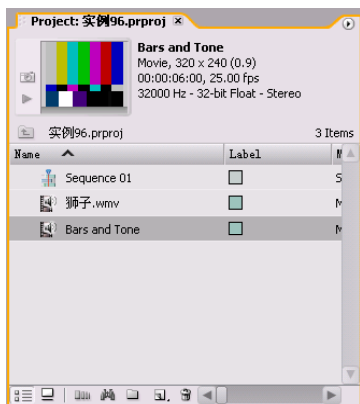 Project: 实例96.prproj ×
Bars and Tone
Movie, 320 x 240 (0.9)
00:00:06:00, 25.00 fps
32000 Hz - 32-bit Float - Stereo
实例96.prproj 3 Items
Name Label M
Sequence 01 S
狮子.wmv M
Bars and Tone M